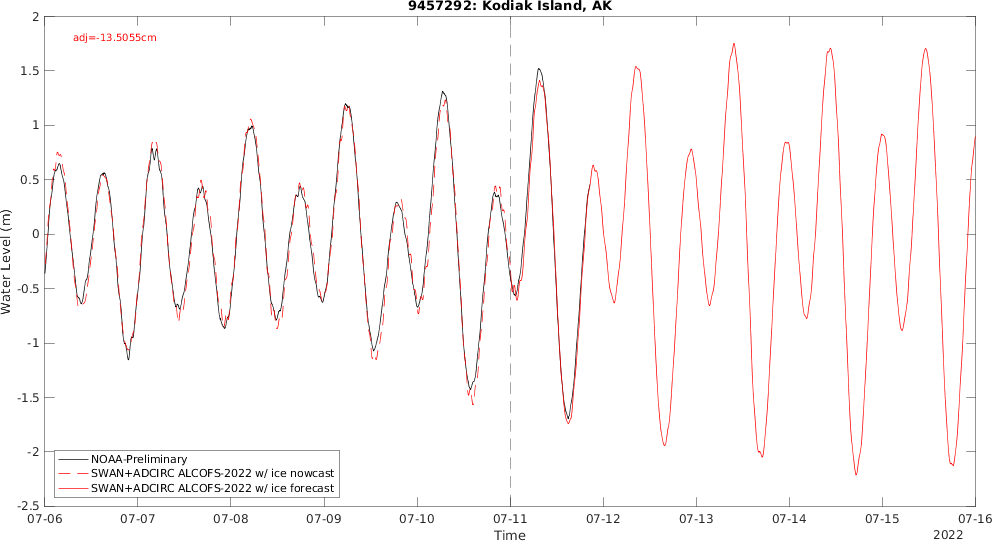 9457292: Kodiak Island, AK
adj=-13.5055cm
2
1.5
1
0.5
0
-0.5
-1
-1.5
-2
-2.5
Water Level (m)
NOAA-Preliminary
SWAN+ADCIRC ALCOFS-2022 w/ ice nowcast
SWAN+ADCIRC ALCOFS-2022 w/ ice forecast
07-06 07-07 07-08 07-09 07-10 07-11 07-12 07-13 07-14 07-15 07-16
Time
2022